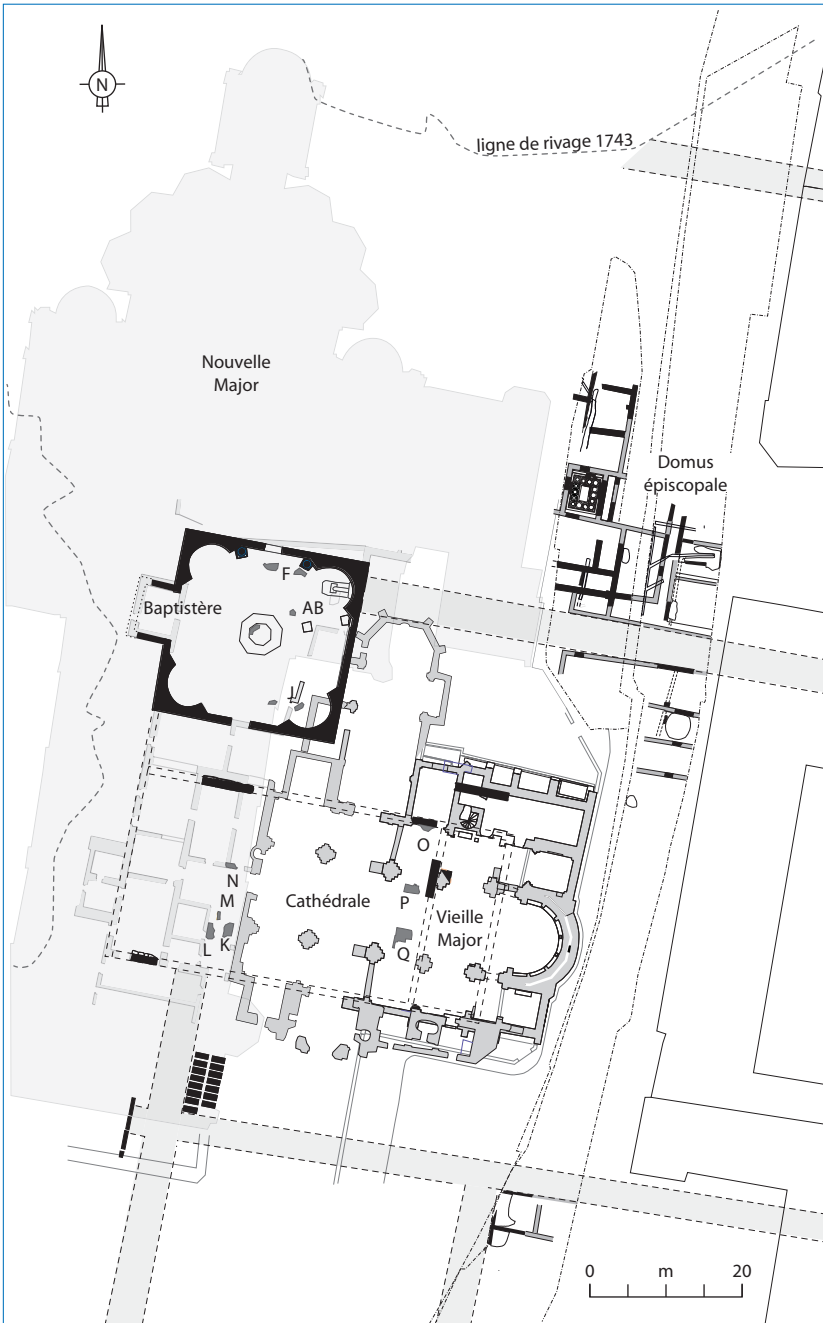 N
ligne de rivage 1743
Nouvelle
Major
Domus
épiscopale
F
Baptistère
AB
J
O
N
Cathédrale
P
M
Vieille
Major
L
K
Q
0 m 20